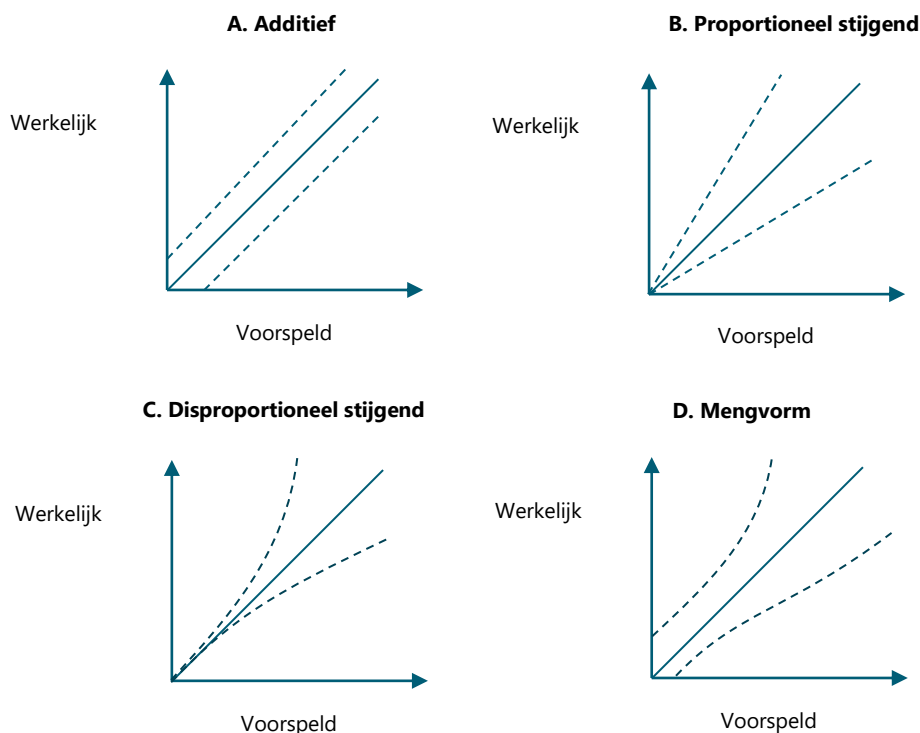 A. Additief
Werkelijk
Voorspeld
B. Proportioneel stijgend
Werkelijk
Voorspeld
C. Disproportioneel stijgend
Werkelijk
Voorspeld
D. Mengvorm
Werkelijk
Voorspeld